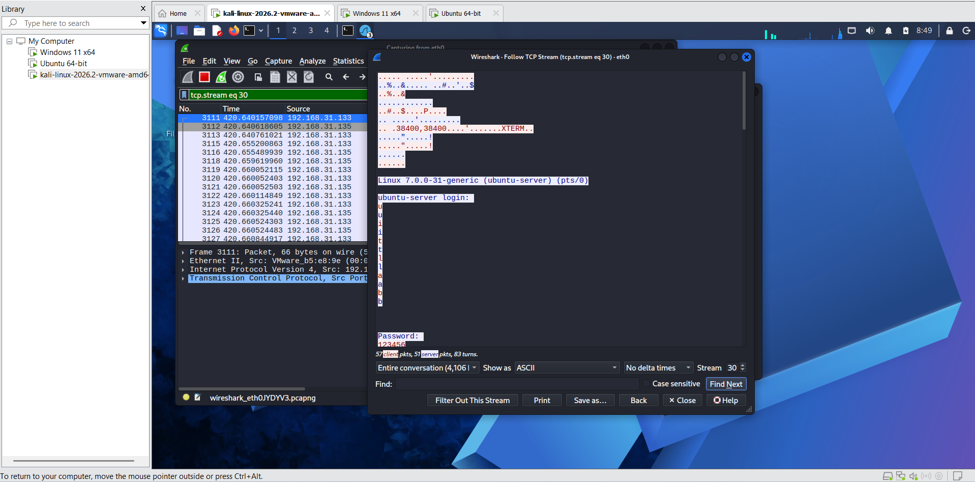 Library
Type here to search
My Computer
Windows 11 x64
Ubuntu 64-bit
kali-linux-2026.2-vmware-amd6
Home
kali-linux-2026.2-vmware-a...
Windows 11 x64
Ubuntu 64-bit
1 2 3 4
8:49
Capturing from eth0
File Edit View Go Capture Analyze Statistics
tcp.stream eq 30
No. Time Source
3111 420.640157098 192.168.31.133
3112 420.640618605 192.168.31.135
3113 420.640761021 192.168.31.133
3115 420.655200863 192.168.31.133
3116 420.655489939 192.168.31.135
3118 420.659619960 192.168.31.135
3119 420.660052115 192.168.31.133
3120 420.660052403 192.168.31.135
3121 420.660052503 192.168.31.135
3122 420.660114849 192.168.31.133
3123 420.660325241 192.168.31.133
3124 420.660325440 192.168.31.135
3125 420.660524303 192.168.31.133
3126 420.660524483 192.168.31.135
3127 420.660844917 192.168.31.133
Frame 3111: Packet, 66 bytes on wire (5
Ethernet II, Src: VMware_b5:e8:9e (00:0
Internet Protocol Version 4, Src: 192.1
Transmission Control Protocol, Src Port
wireshark_eth0JYDYV3.pcapng
Wireshark - Follow TCP Stream (tcp.stream eq 30) - eth0
.. .38400,38400....'.......XTERM..
Linux 7.0.0-31-generic (ubuntu-server) (pts/0)
ubuntu-server login:
u
u
i
i
t
t
l
l
a
a
b
b
Password:
123456
57 client pkts, 51 server pkts, 83 turns.
Entire conversation (4,106 Show as ASCII No delta times Stream 30
Find: Case sensitive Find Next
Filter Out This Stream Print Save as... Back Close Help
To return to your computer, move the mouse pointer outside or press Ctrl+Alt.